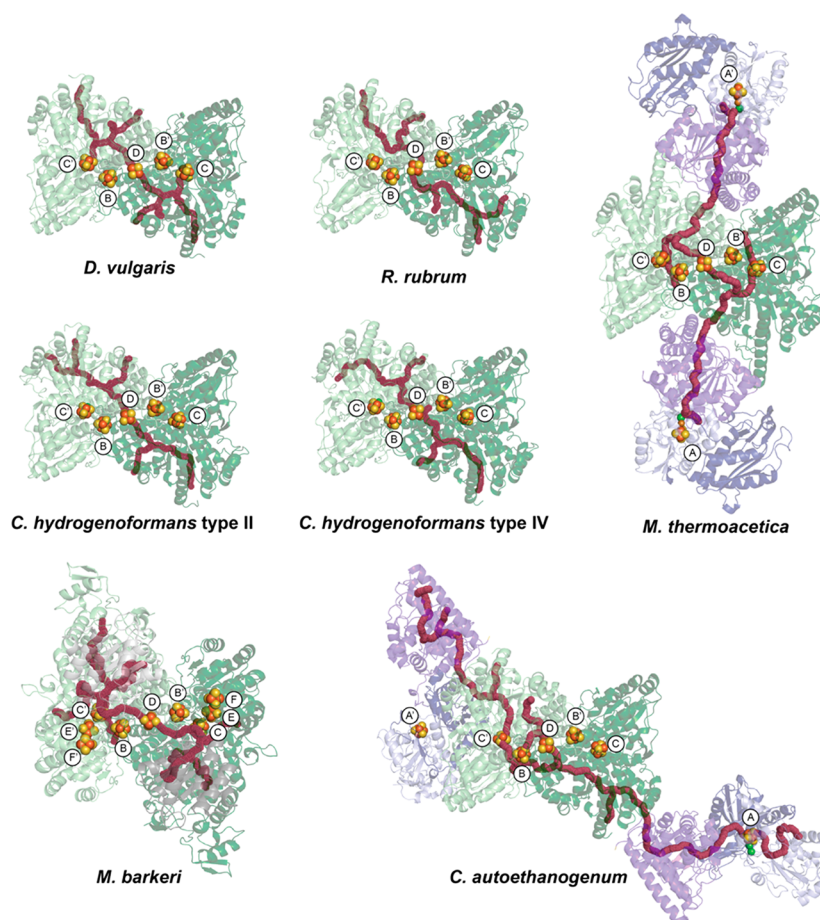 A'
D
B'
C'
C
B
D. vulgaris
D
B'
C'
C
B
R. rubrum
D
B'
C'
C
B
A
M. thermoacetica
D
B'
C'
C
B
C. hydrogenoformans type II
D
B'
C'
C
B
C. hydrogenoformans type IV
B'
D
F
C'
E
E'
B
C
F'
M. barkeri
A'
D
B'
C'
C
B
A
C. autoethanogenum